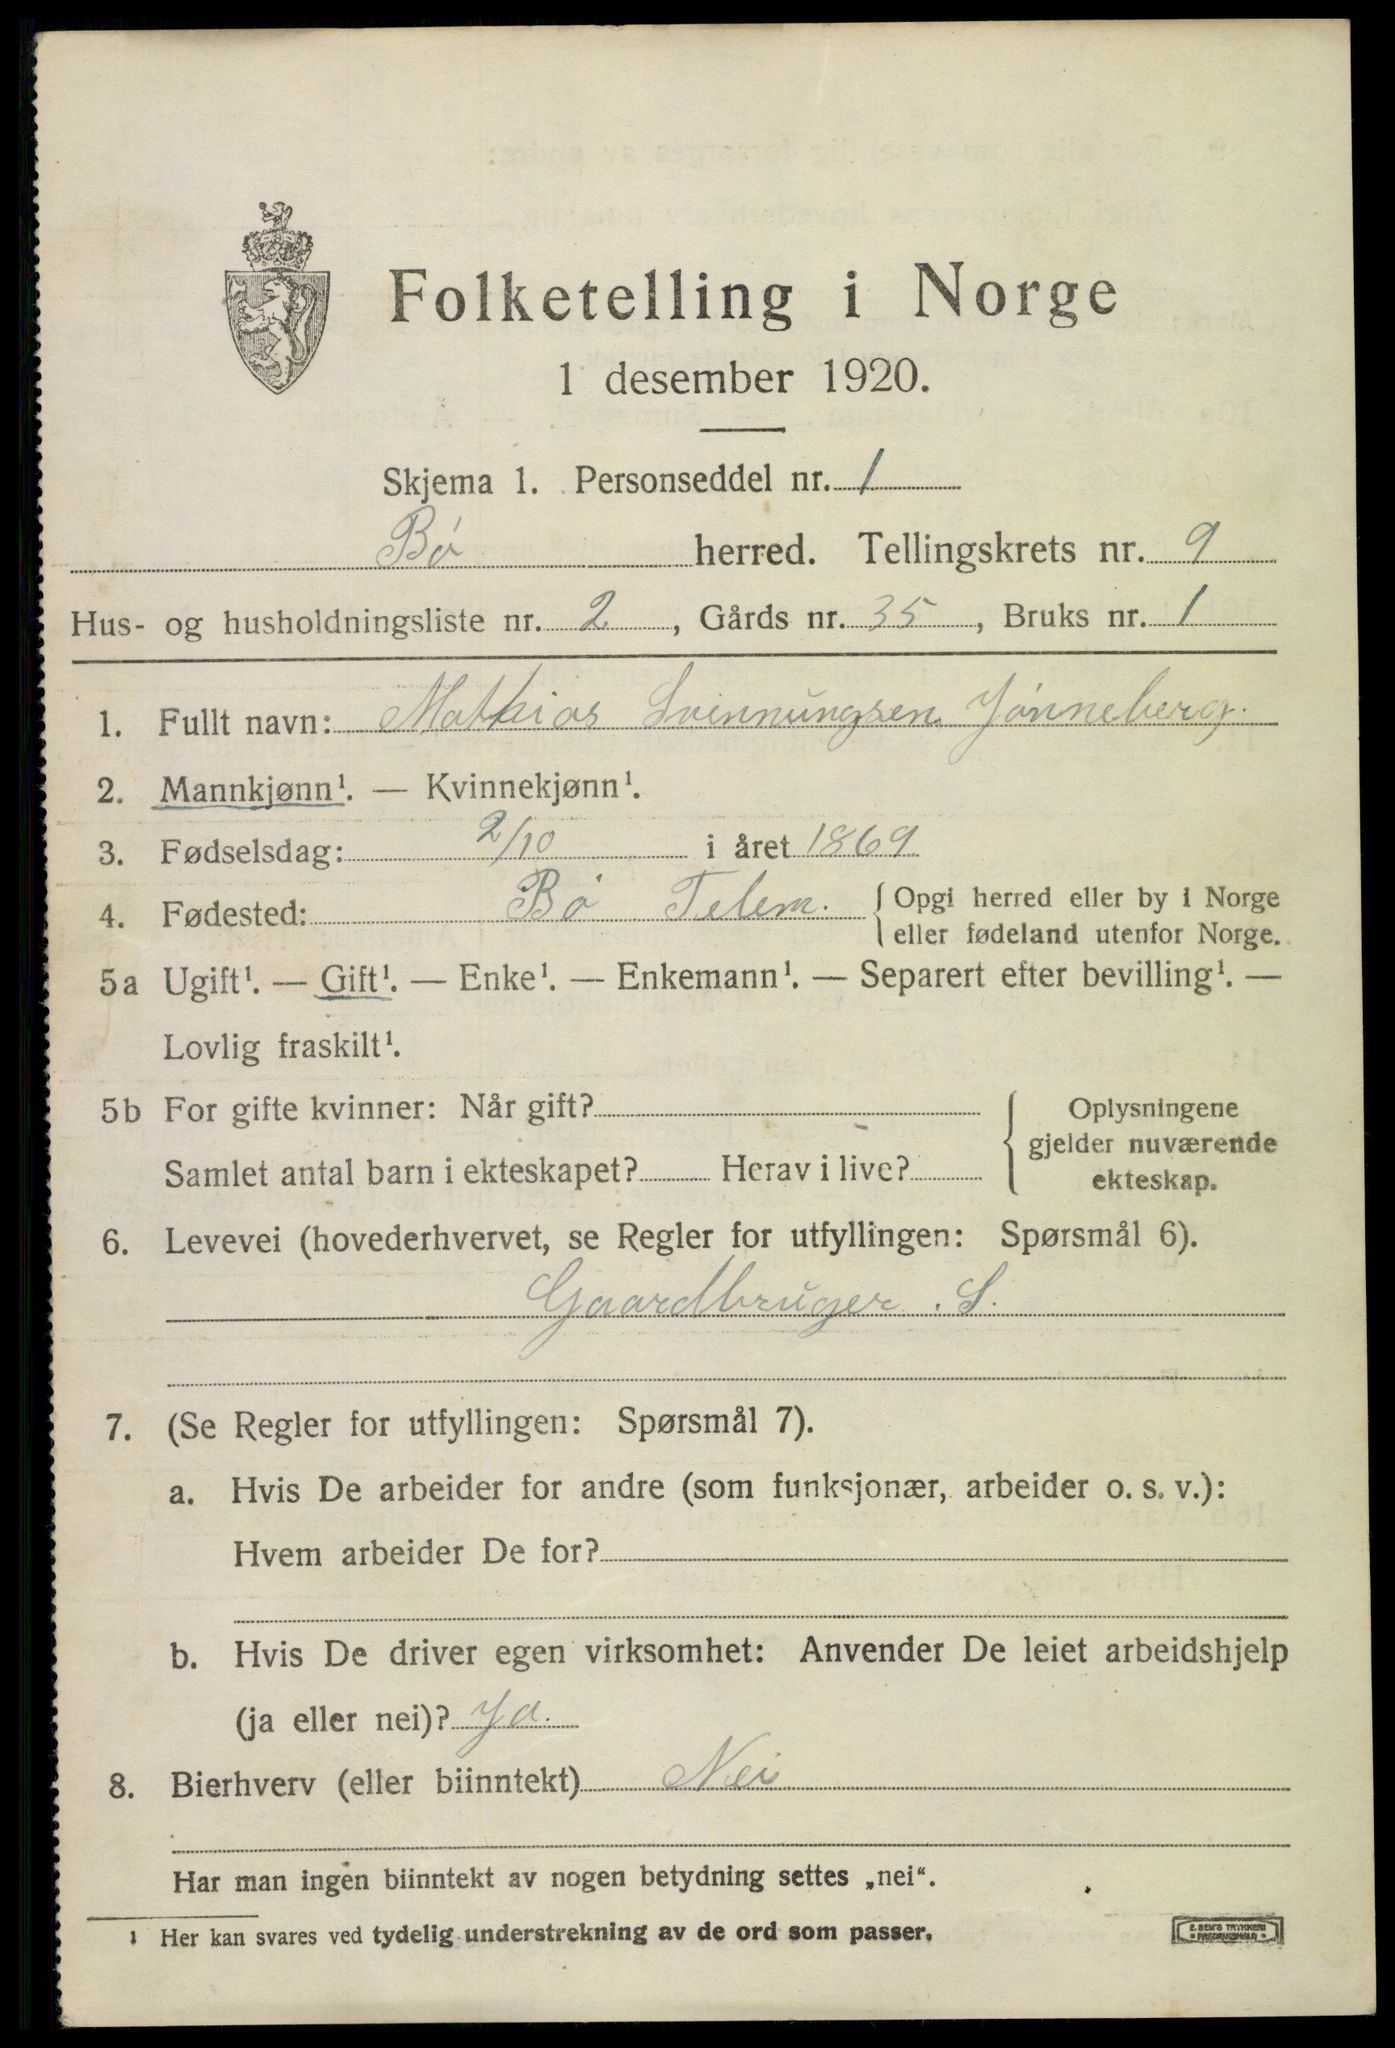 Folketelling i Norge
1 desember 1920.
Skjema 1. Personseddel nr. 1
Bø herred. Tellingskrets nr. 9
Hus- og husholdningsliste nr. 2, Gårds nr. 35, Bruks nr. 1
1. Fullt navn: Mathias Svennungsen Jønneberg.
2. Mannkjønn¹. — Kvinnekjønn¹.
3. Fødselsdag: 2/10 i året 1869
4. Fødested: Bø Telem. { Opgi herred eller by i Norge
eller fødeland utenfor Norge.
5a Ugift¹. — Gift¹. — Enke¹. — Enkemann¹. — Separert efter bevilling¹. —
Lovlig fraskilt¹.
5b For gifte kvinner: Når gift? { Oplysningene
gjelder nuværende
Samlet antal barn i ekteskapet? Herav i live? ekteskap.
6. Levevei (hovederhvervet, se Regler for utfyllingen: Spørsmål 6).
Gaardbruger. S.
7. (Se Regler for utfyllingen: Spørsmål 7).
a. Hvis De arbeider for andre (som funksjonær, arbeider o. s. v.):
Hvem arbeider De for?
b. Hvis De driver egen virksomhet: Anvender De leiet arbeidshjelp
(ja eller nei)? Ja.
8. Bierhverv (eller biinntekt) Nei
Har man ingen biinntekt av nogen betydning settes „nei“.
¹ Her kan svares ved tydelig understrekning av de ord som passer.
E. SEM'S TRYKKERI
FREDRIKSHALD